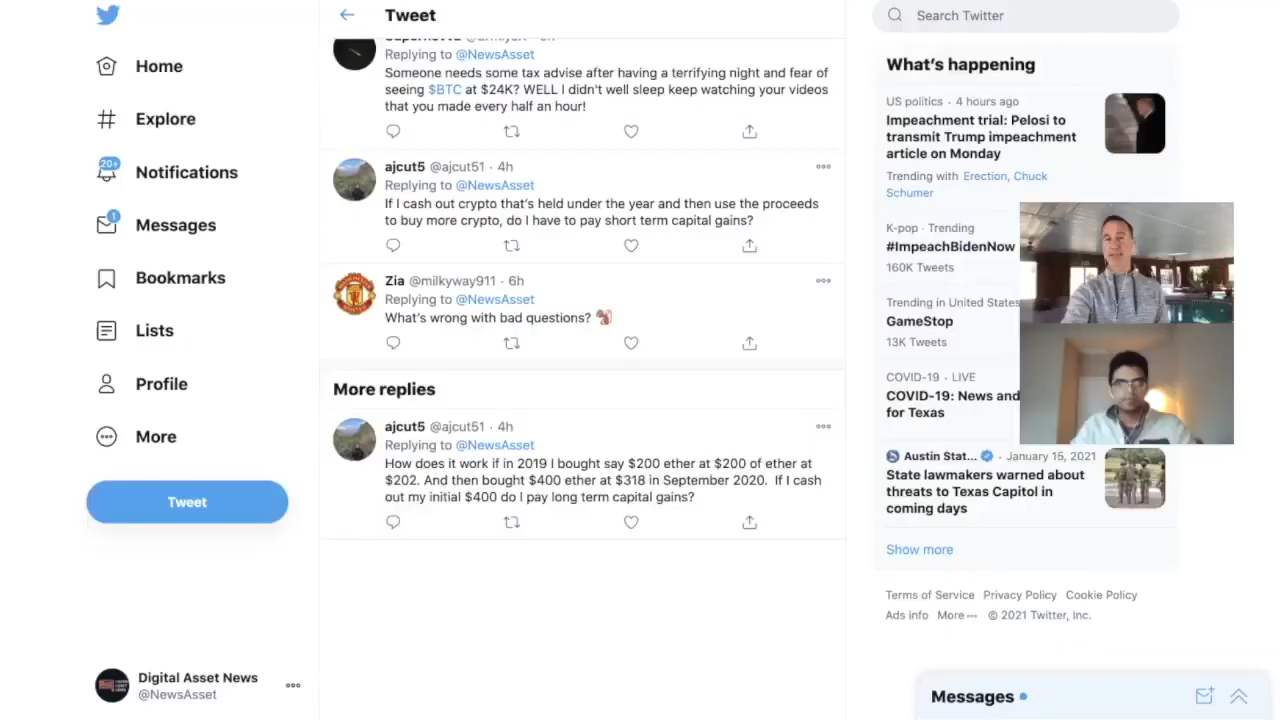 Home
Explore
20+
Notifications
1
Messages
Bookmarks
Lists
Profile
More
Tweet
Digital Asset News
@NewsAsset
Tweet
Replying to @NewsAsset
Someone needs some tax advise after having a terrifying night and fear of
seeing $BTC at $24K? WELL I didn't well sleep keep watching your videos
that you made every half an hour!
ajcut5 @ajcut51 · 4h
Replying to @NewsAsset
If I cash out crypto that's held under the year and then use the proceeds
to buy more crypto, do I have to pay short term capital gains?
Zia @milkyway911 · 6h
Replying to @NewsAsset
What's wrong with bad questions?
More replies
ajcut5 @ajcut51 · 4h
Replying to @NewsAsset
How does it work if in 2019 I bought say $200 ether at $200 of ether at
$202. And then bought $400 ether at $318 in September 2020. If I cash
out my initial $400 do I pay long term capital gains?
Search Twitter
What's happening
US politics · 4 hours ago
Impeachment trial: Pelosi to
transmit Trump impeachment
article on Monday
Trending with Erection, Chuck
Schumer
K-pop · Trending
#ImpeachBidenNow
160K Tweets
Trending in United States
GameStop
13K Tweets
COVID-19 · LIVE
COVID-19: News and
for Texas
Austin Stat... · January 15, 2021
State lawmakers warned about
threats to Texas Capitol in
coming days
Show more
Terms of Service Privacy Policy Cookie Policy
Ads info More ··· © 2021 Twitter, Inc.
Messages